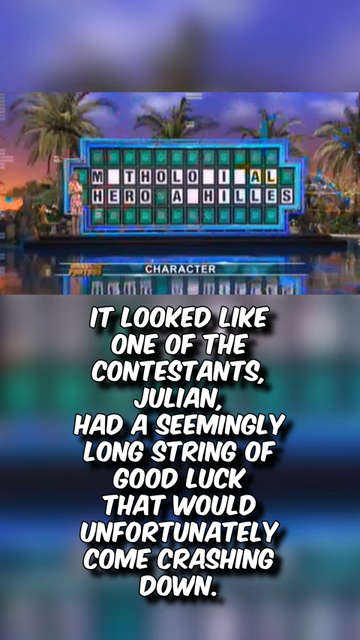 M THOLO I AL
HERO A HILLES
CHARACTER
IT LOOKED LIKE
ONE OF THE
CONTESTANTS,
JULIAN,
HAD A SEEMINGLY
LONG STRING OF
GOOD LUCK
THAT WOULD
UNFORTUNATELY
COME CRASHING
DOWN.